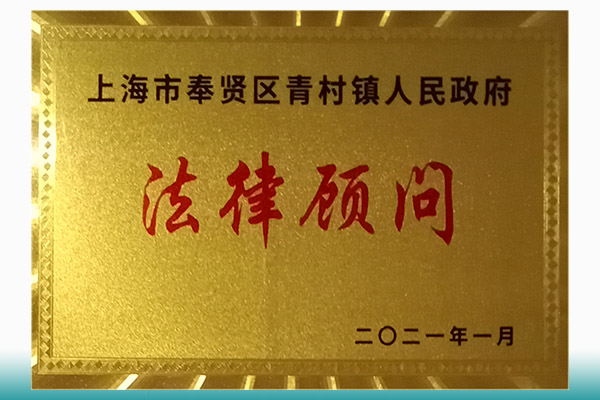 上海市奉贤区青村镇人民政府
法律顾问
二〇二一年一月